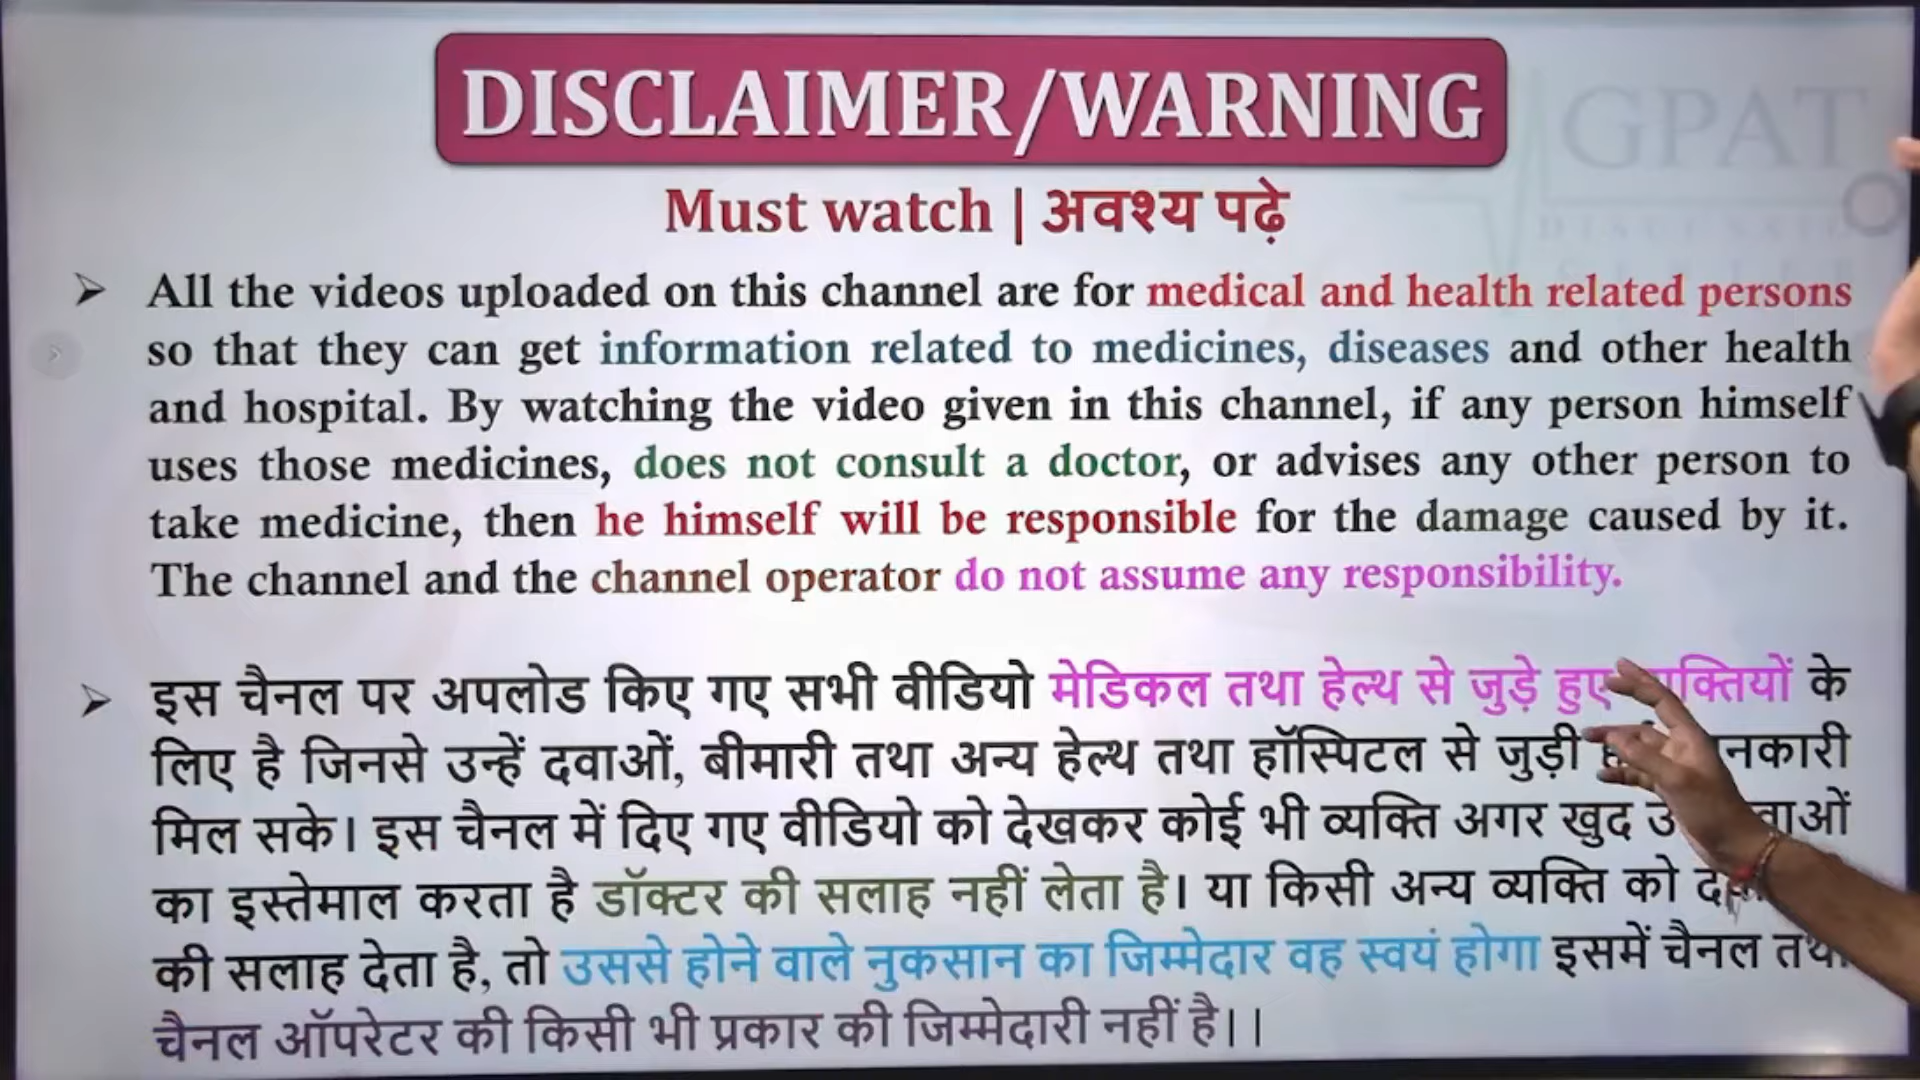 DISCLAIMER/WARNING
GPAT
Must watch | अवश्य पढ़े
➢ All the videos uploaded on this channel are for medical and health related persons
so that they can get information related to medicines, diseases and other health
and hospital. By watching the video given in this channel, if any person himself
uses those medicines, does not consult a doctor, or advises any other person to
take medicine, then he himself will be responsible for the damage caused by it.
The channel and the channel operator do not assume any responsibility.
➢ इस चैनल पर अपलोड किए गए सभी वीडियो मेडिकल तथा हेल्थ से जुड़े हुए के
लिए है जिनसे उन्हें दवाओं, बीमारी तथा अन्य हेल्थ तथा हॉस्पिटल से जुड़ी
मिल सके। इस चैनल में दिए गए वीडियो को देखकर कोई भी व्यक्ति अगर खुद
का इस्तेमाल करता है डॉक्टर की सलाह नहीं लेता है। या किसी अन्य व्यक्ति को
की सलाह देता है, तो उससे होने वाले नुकसान का जिम्मेदार वह स्वयं होगा इसमें चैनल तथा
चैनल ऑपरेटर की किसी भी प्रकार की जिम्मेदारी नहीं है।।